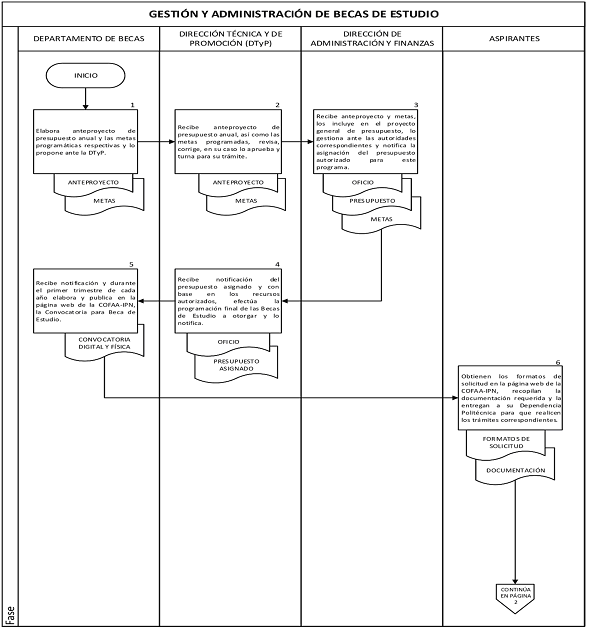 GESTIÓN Y ADMINISTRACIÓN DE BECAS DE ESTUDIO
DEPARTAMENTO DE BECAS
DIRECCIÓN TÉCNICA Y DE
PROMOCIÓN (DTyP)
DIRECCIÓN DE
ADMINISTRACIÓN Y FINANZAS
ASPIRANTES
INICIO
1
Elabora anteproyecto de
presupuesto anual y las metas
programáticas respectivas y lo
propone ante la DTyP.
ANTEPROYECTO
METAS
2
Recibe anteproyecto de
presupuesto anual, así como las
metas programadas, revisa,
corrige, en su caso lo aprueba y
turna para su trámite.
ANTEPROYECTO
METAS
3
Recibe anteproyecto y metas,
los incluye en el proyecto
general de presupuesto, lo
gestiona ante las autoridades
correspondientes y notifica la
asignación del presupuesto
autorizado para este
programa.
OFICIO
PRESUPUESTO
METAS
4
Recibe notificación del
presupuesto asignado y con
base en los recursos
autorizados, efectúa la
programación final de las Becas
de Estudio a otorgar y lo
notifica.
OFICIO
PRESUPUESTO
ASIGNADO
5
Recibe notificación y durante
el primer trimestre de cada
año elabora y publica en la
página web de la COFAA-IPN,
la Convocatoria para Beca de
Estudio.
CONVOCATORIA
DIGITAL Y FÍSICA
6
Obtienen los formatos de
solicitud en la página web de la
COFAA-IPN, recopilan la
documentación requerida y la
entregan a su Dependencia
Politécnica para que realicen
los trámites correspondientes.
FORMATOS DE
SOLICITUD
DOCUMENTACIÓN
CONTINÚA
EN PÁGINA
2
Fase